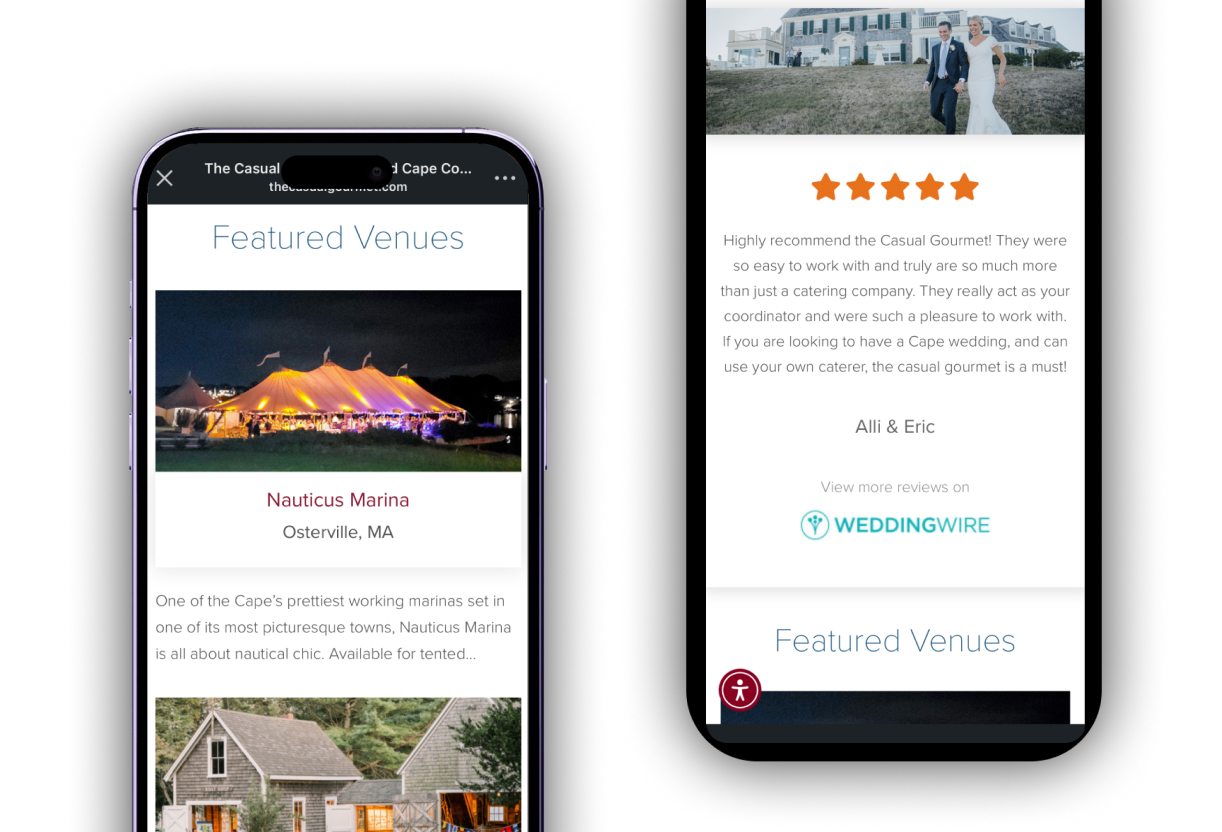 The Casual d Cape Co...
thecasualgourmet.com
Featured Venues
Nauticus Marina
Osterville, MA
One of the Cape’s prettiest working marinas set in
one of its most picturesque towns, Nauticus Marina
is all about nautical chic. Available for tented...
Highly recommend the Casual Gourmet! They were
so easy to work with and truly are so much more
than just a catering company. They really act as your
coordinator and were such a pleasure to work with.
If you are looking to have a Cape wedding, and can
use your own caterer, the casual gourmet is a must!
Alli & Eric
View more reviews on
WEDDINGWIRE
Featured Venues